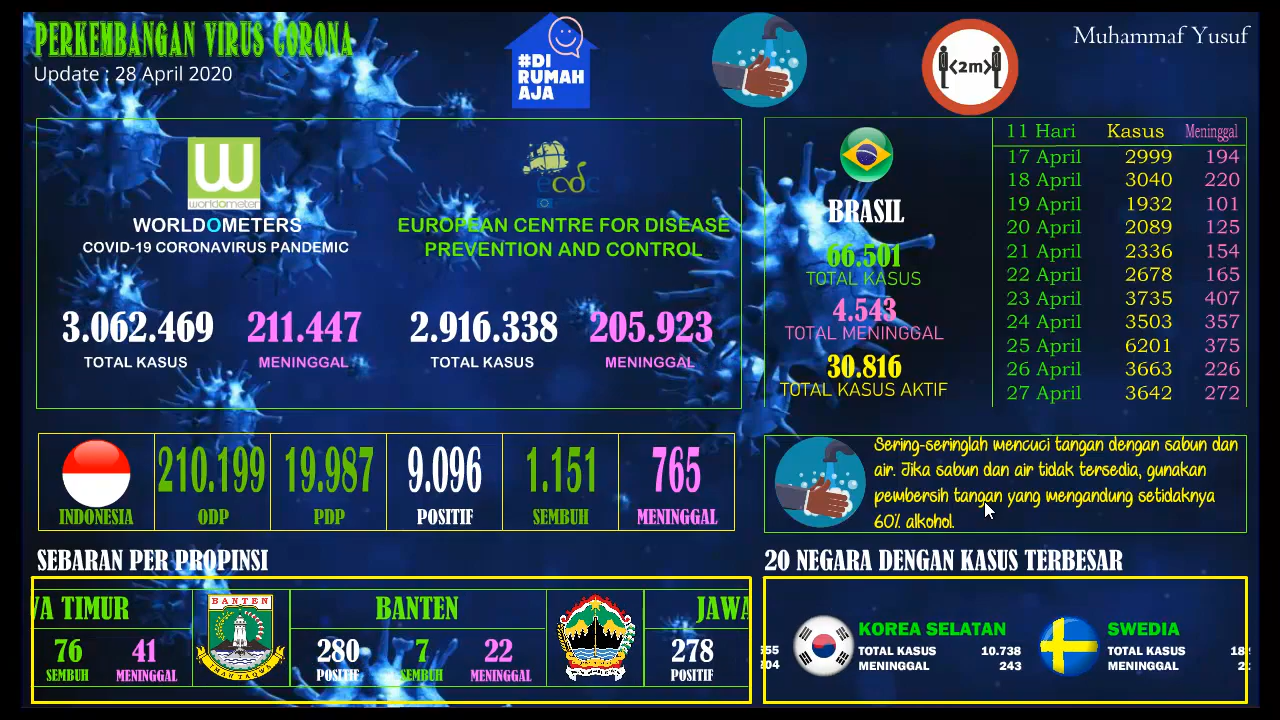 PERKEMBANGAN VIRUS CORONA
Update : 28 April 2020
#DI
RUMAH
AJA
<2m>
Muhammaf Yusuf
W
worldometer
WORLDOMETERS
COVID-19 CORONAVIRUS PANDEMIC
3.062.469
TOTAL KASUS
211.447
MENINGGAL
ecdc
EUROPEAN CENTRE FOR DISEASE
PREVENTION AND CONTROL
2.916.338
TOTAL KASUS
205.923
MENINGGAL
BRASIL
66.501
TOTAL KASUS
4.543
TOTAL MENINGGAL
30.816
TOTAL KASUS AKTIF
11 Hari Kasus Meninggal
17 April 2999 194
18 April 3040 220
19 April 1932 101
20 April 2089 125
21 April 2336 154
22 April 2678 165
23 April 3735 407
24 April 3503 357
25 April 6201 375
26 April 3663 226
27 April 3642 272
INDONESIA
210.199
ODP
19.987
PDP
9.096
POSITIF
1.151
SEMBUH
765
MENINGGAL
Sering-seringlah mencuci tangan dengan sabun dan
air. Jika sabun dan air tidak tersedia, gunakan
pembersih tangan yang mengandung setidaknya
60% alkohol.
SEBARAN PER PROPINSI
VA TIMUR
76
SEMBUH
41
MENINGGAL
BANTEN
IMAN TAQWA
BANTEN
280
POSITIF
7
SEMBUH
22
MENINGGAL
JAWA
278
POSITIF
20 NEGARA DENGAN KASUS TERBESAR
KOREA SELATAN
TOTAL KASUS 10.738
MENINGGAL 243
SWEDIA
TOTAL KASUS
MENINGGAL